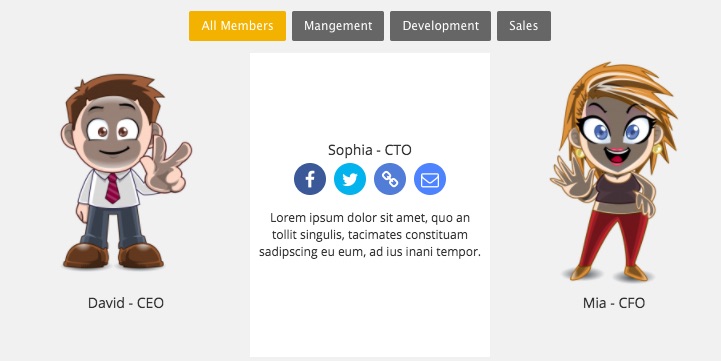 All Members
Mangement
Development
Sales
Sophia - CTO
Lorem ipsum dolor sit amet, quo an
tollit singulis, tacimates constituam
sadipscing eu eum, ad ius inani tempor.
David - CEO
Mia - CFO